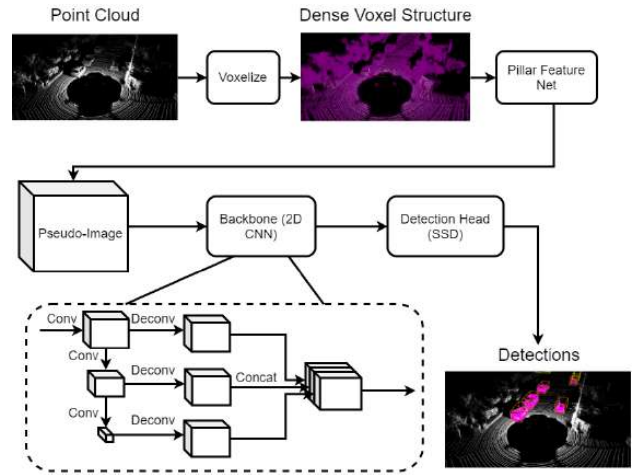 Point Cloud
Dense Voxel Structure
Voxelize
Pillar Feature
Net
Pseudo-Image
Backbone (2D
CNN)
Detection Head
(SSD)
Conv
Deconv
Conv
Deconv
Concat
Conv
Deconv
Detections